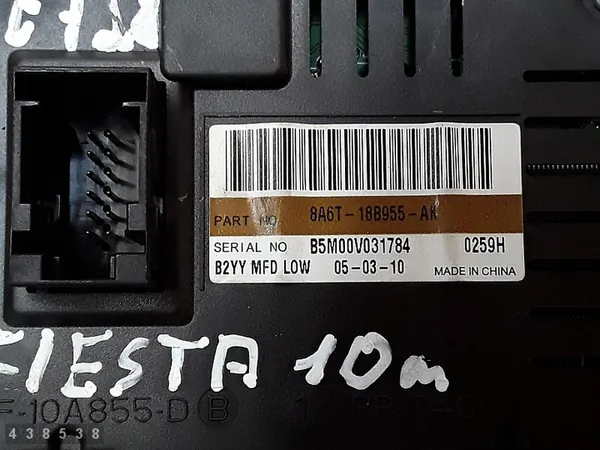 PART NO. 8A6T-18B955-AK
SERIAL NO B5M00V031784 0259H
B2YY MFD LOW 05-03-10 MADE IN CHINA
FIESTA 10m
F-10A855-D B
438538